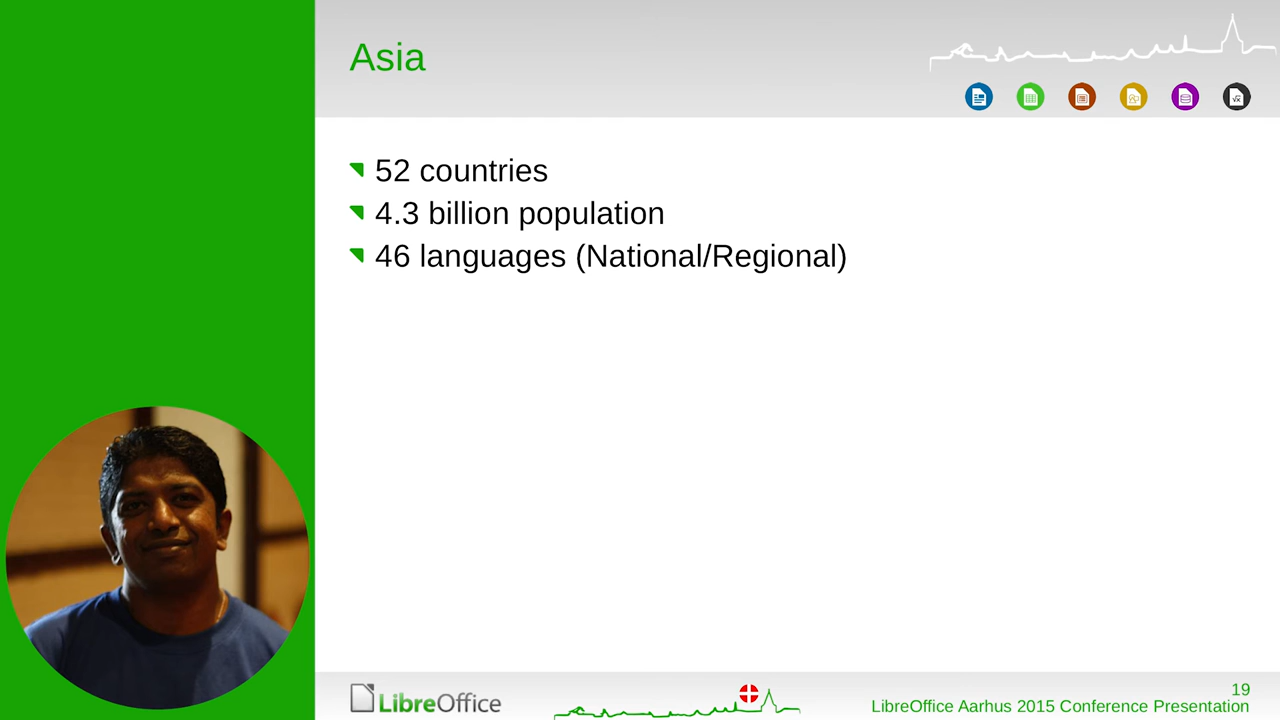 Asia
52 countries
4.3 billion population
46 languages (National/Regional)
LibreOffice
19
LibreOffice Aarhus 2015 Conference Presentation